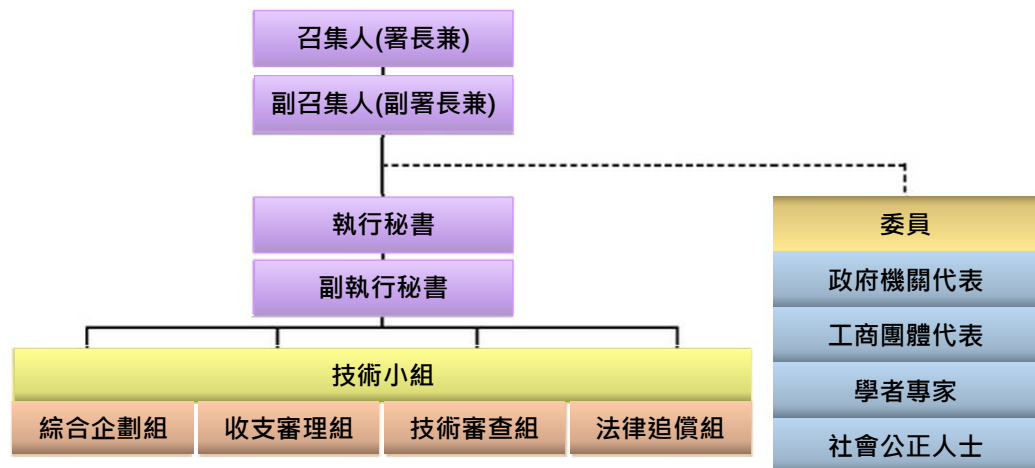 召集人(署長兼)
副召集人(副署長兼)
執行秘書
副執行秘書
技術小組
綜合企劃組
收支審理組
技術審查組
法律追償組
委員
政府機關代表
工商團體代表
學者專家
社會公正人士